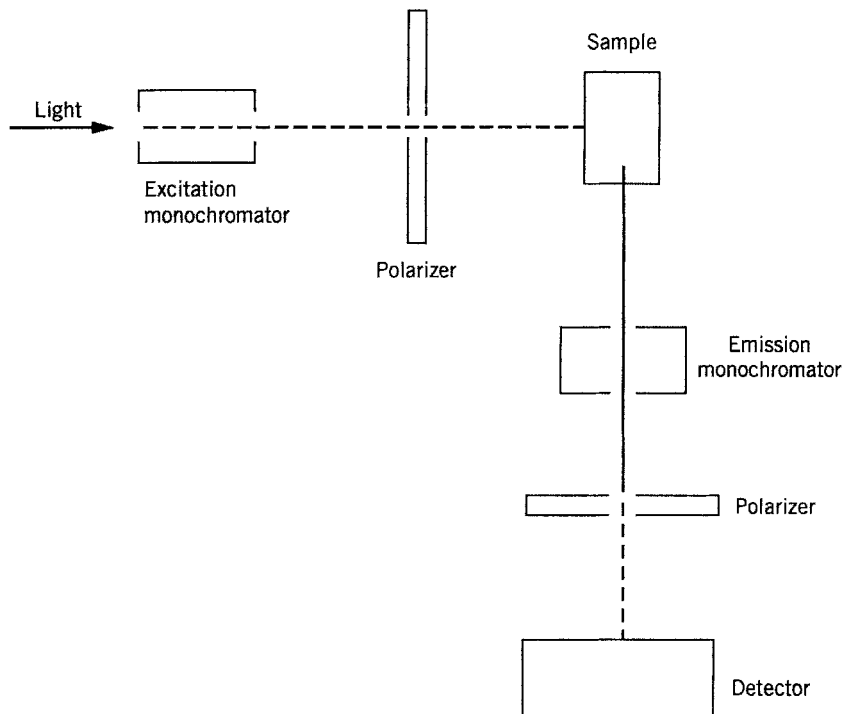 Sample
Light
Excitation
monochromator
Polarizer
Emission
monochromator
Polarizer
Detector